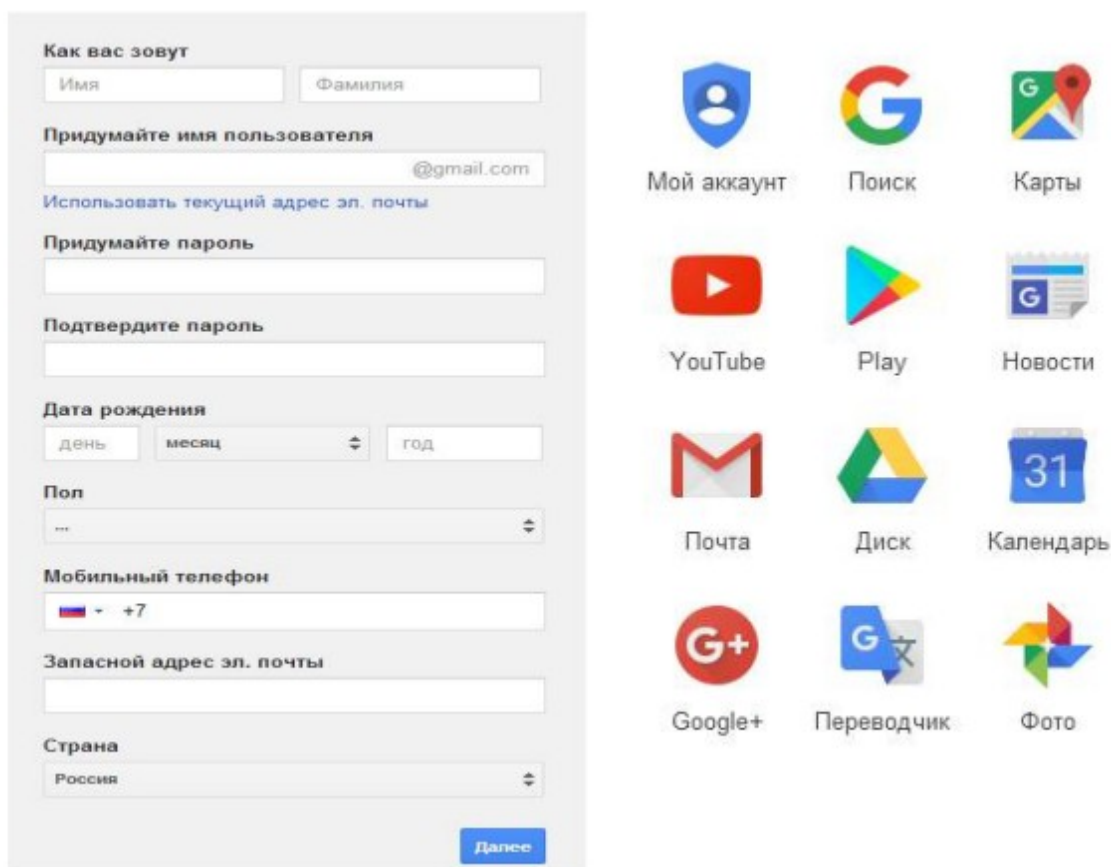 Как вас зовут
Имя Фамилия
Придумайте имя пользователя
@gmail.com
Использовать текущий адрес эл. почты
Придумайте пароль
Подтвердите пароль
Дата рождения
день месяц год
Пол
...
Мобильный телефон
+7
Запасной адрес эл. почты
Страна
Россия
Далее
G
Мой аккаунт Поиск Карты
G
YouTube Play Новости
31
Почта Диск Календарь
G+ G 文
Google+ Переводчик Фото